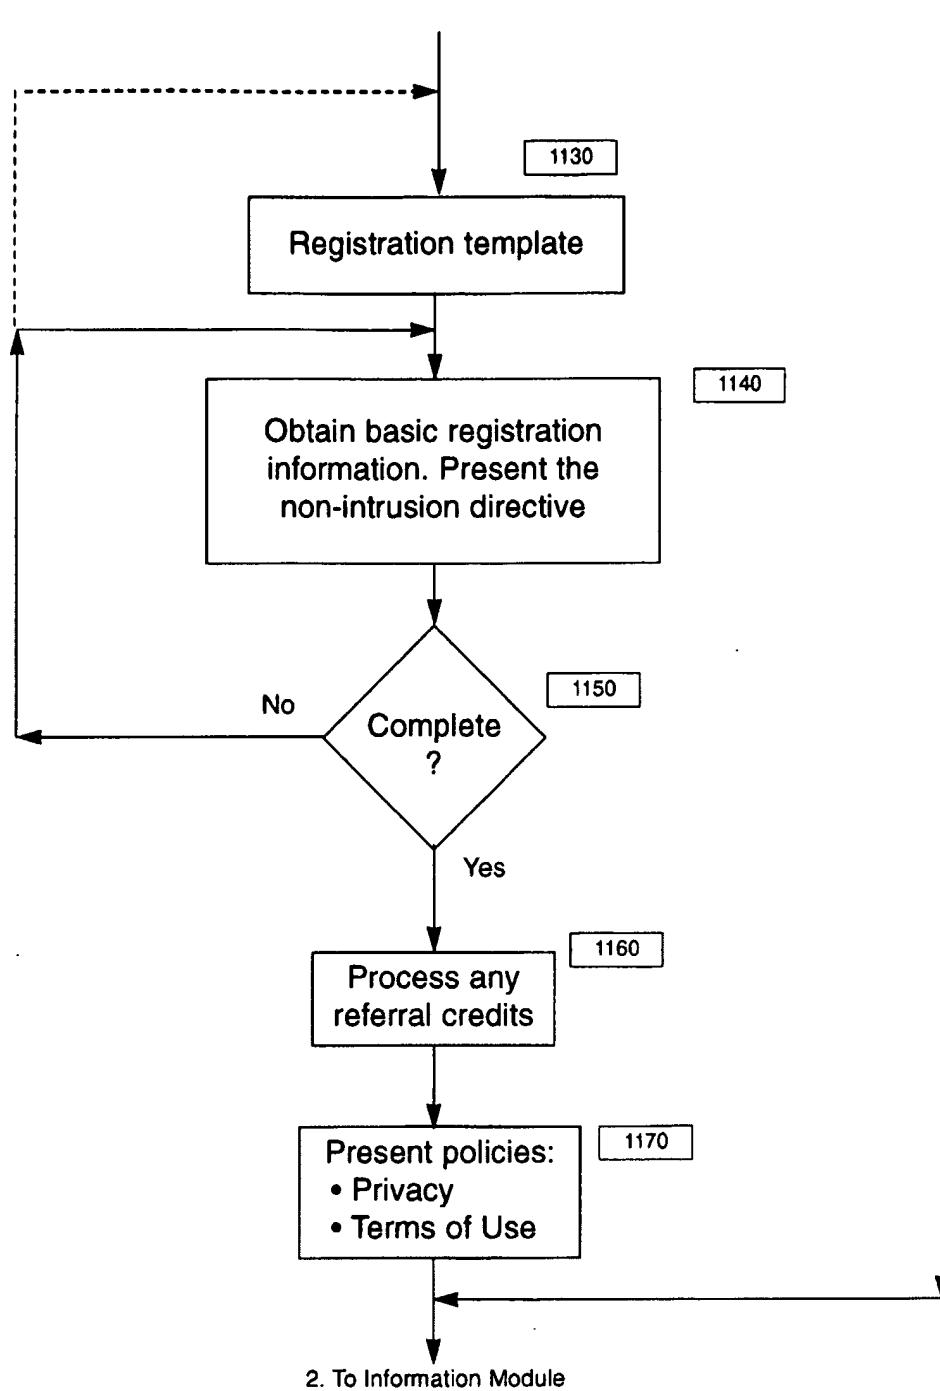 1130
Registration template
1140
Obtain basic registration
information. Present the
non-intrusion directive
1150
No
Complete
?
Yes
1160
Process any
referral credits
1170
Present policies:
• Privacy
• Terms of Use
2. To Information Module